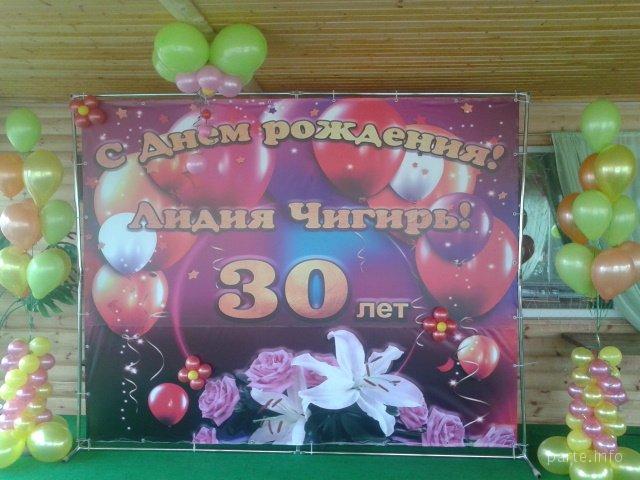 С Днем рождения!
Лидия Чигирь!
30 лет
parte.info